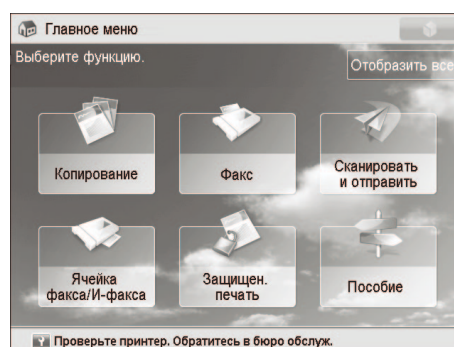 Главное меню
Выберите функцию.
Отобразить все
Копирование
Факс
Сканировать
и отправить
Ячейка
факса/И-факса
Защищен.
печать
Пособие
Проверьте принтер. Обратитесь в бюро обслуж.